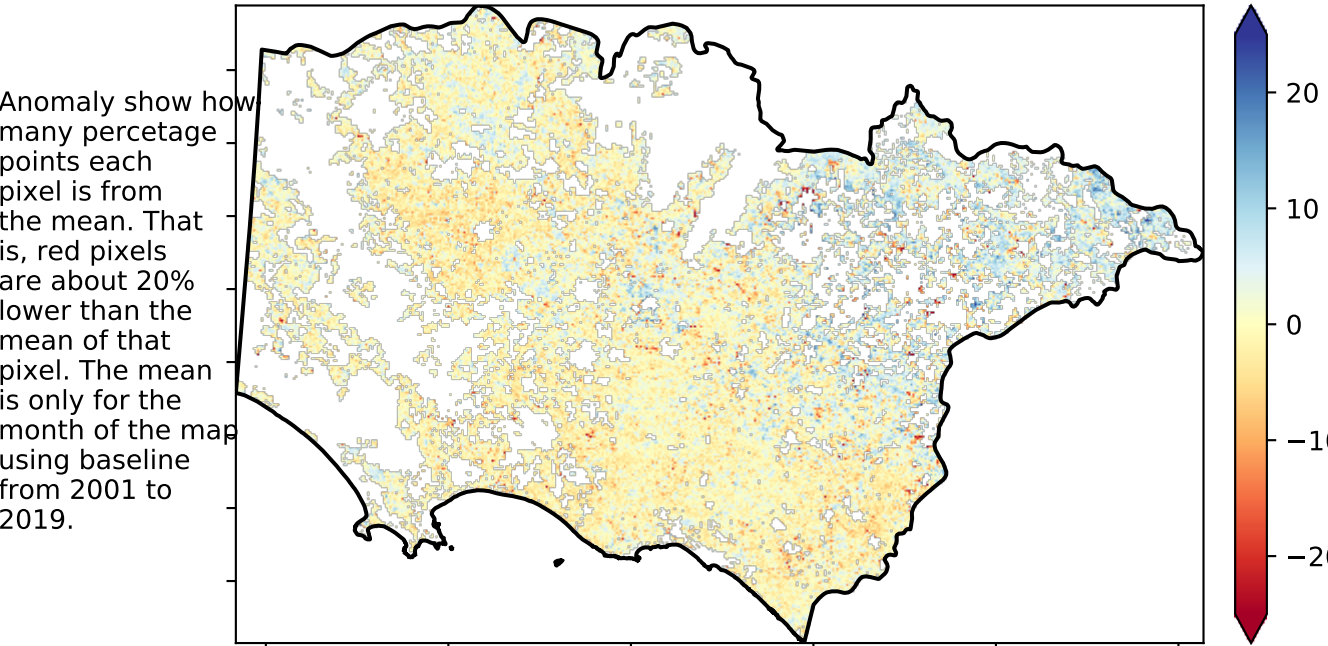 Anomaly show how
many percetage
points each
pixel is from
the mean. That
is, red pixels
are about 20%
lower than the
mean of that
pixel. The mean
is only for the
month of the map
using baseline
from 2001 to
2019.
20
10
0
−10
−20